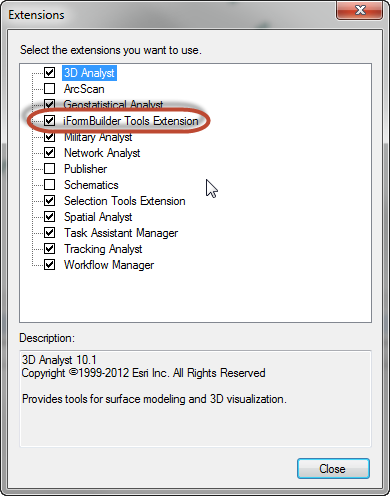 Extensions
Select the extensions you want to use.
3D Analyst
ArcScan
Geostatistical Analyst
iFormBuilder Tools Extension
Military Analyst
Network Analyst
Publisher
Schematics
Selection Tools Extension
Spatial Analyst
Task Assistant Manager
Tracking Analyst
Workflow Manager
Description:
3D Analyst 10.1
Copyright ©1999-2012 Esri Inc. All Rights Reserved
Provides tools for surface modeling and 3D visualization.
Close